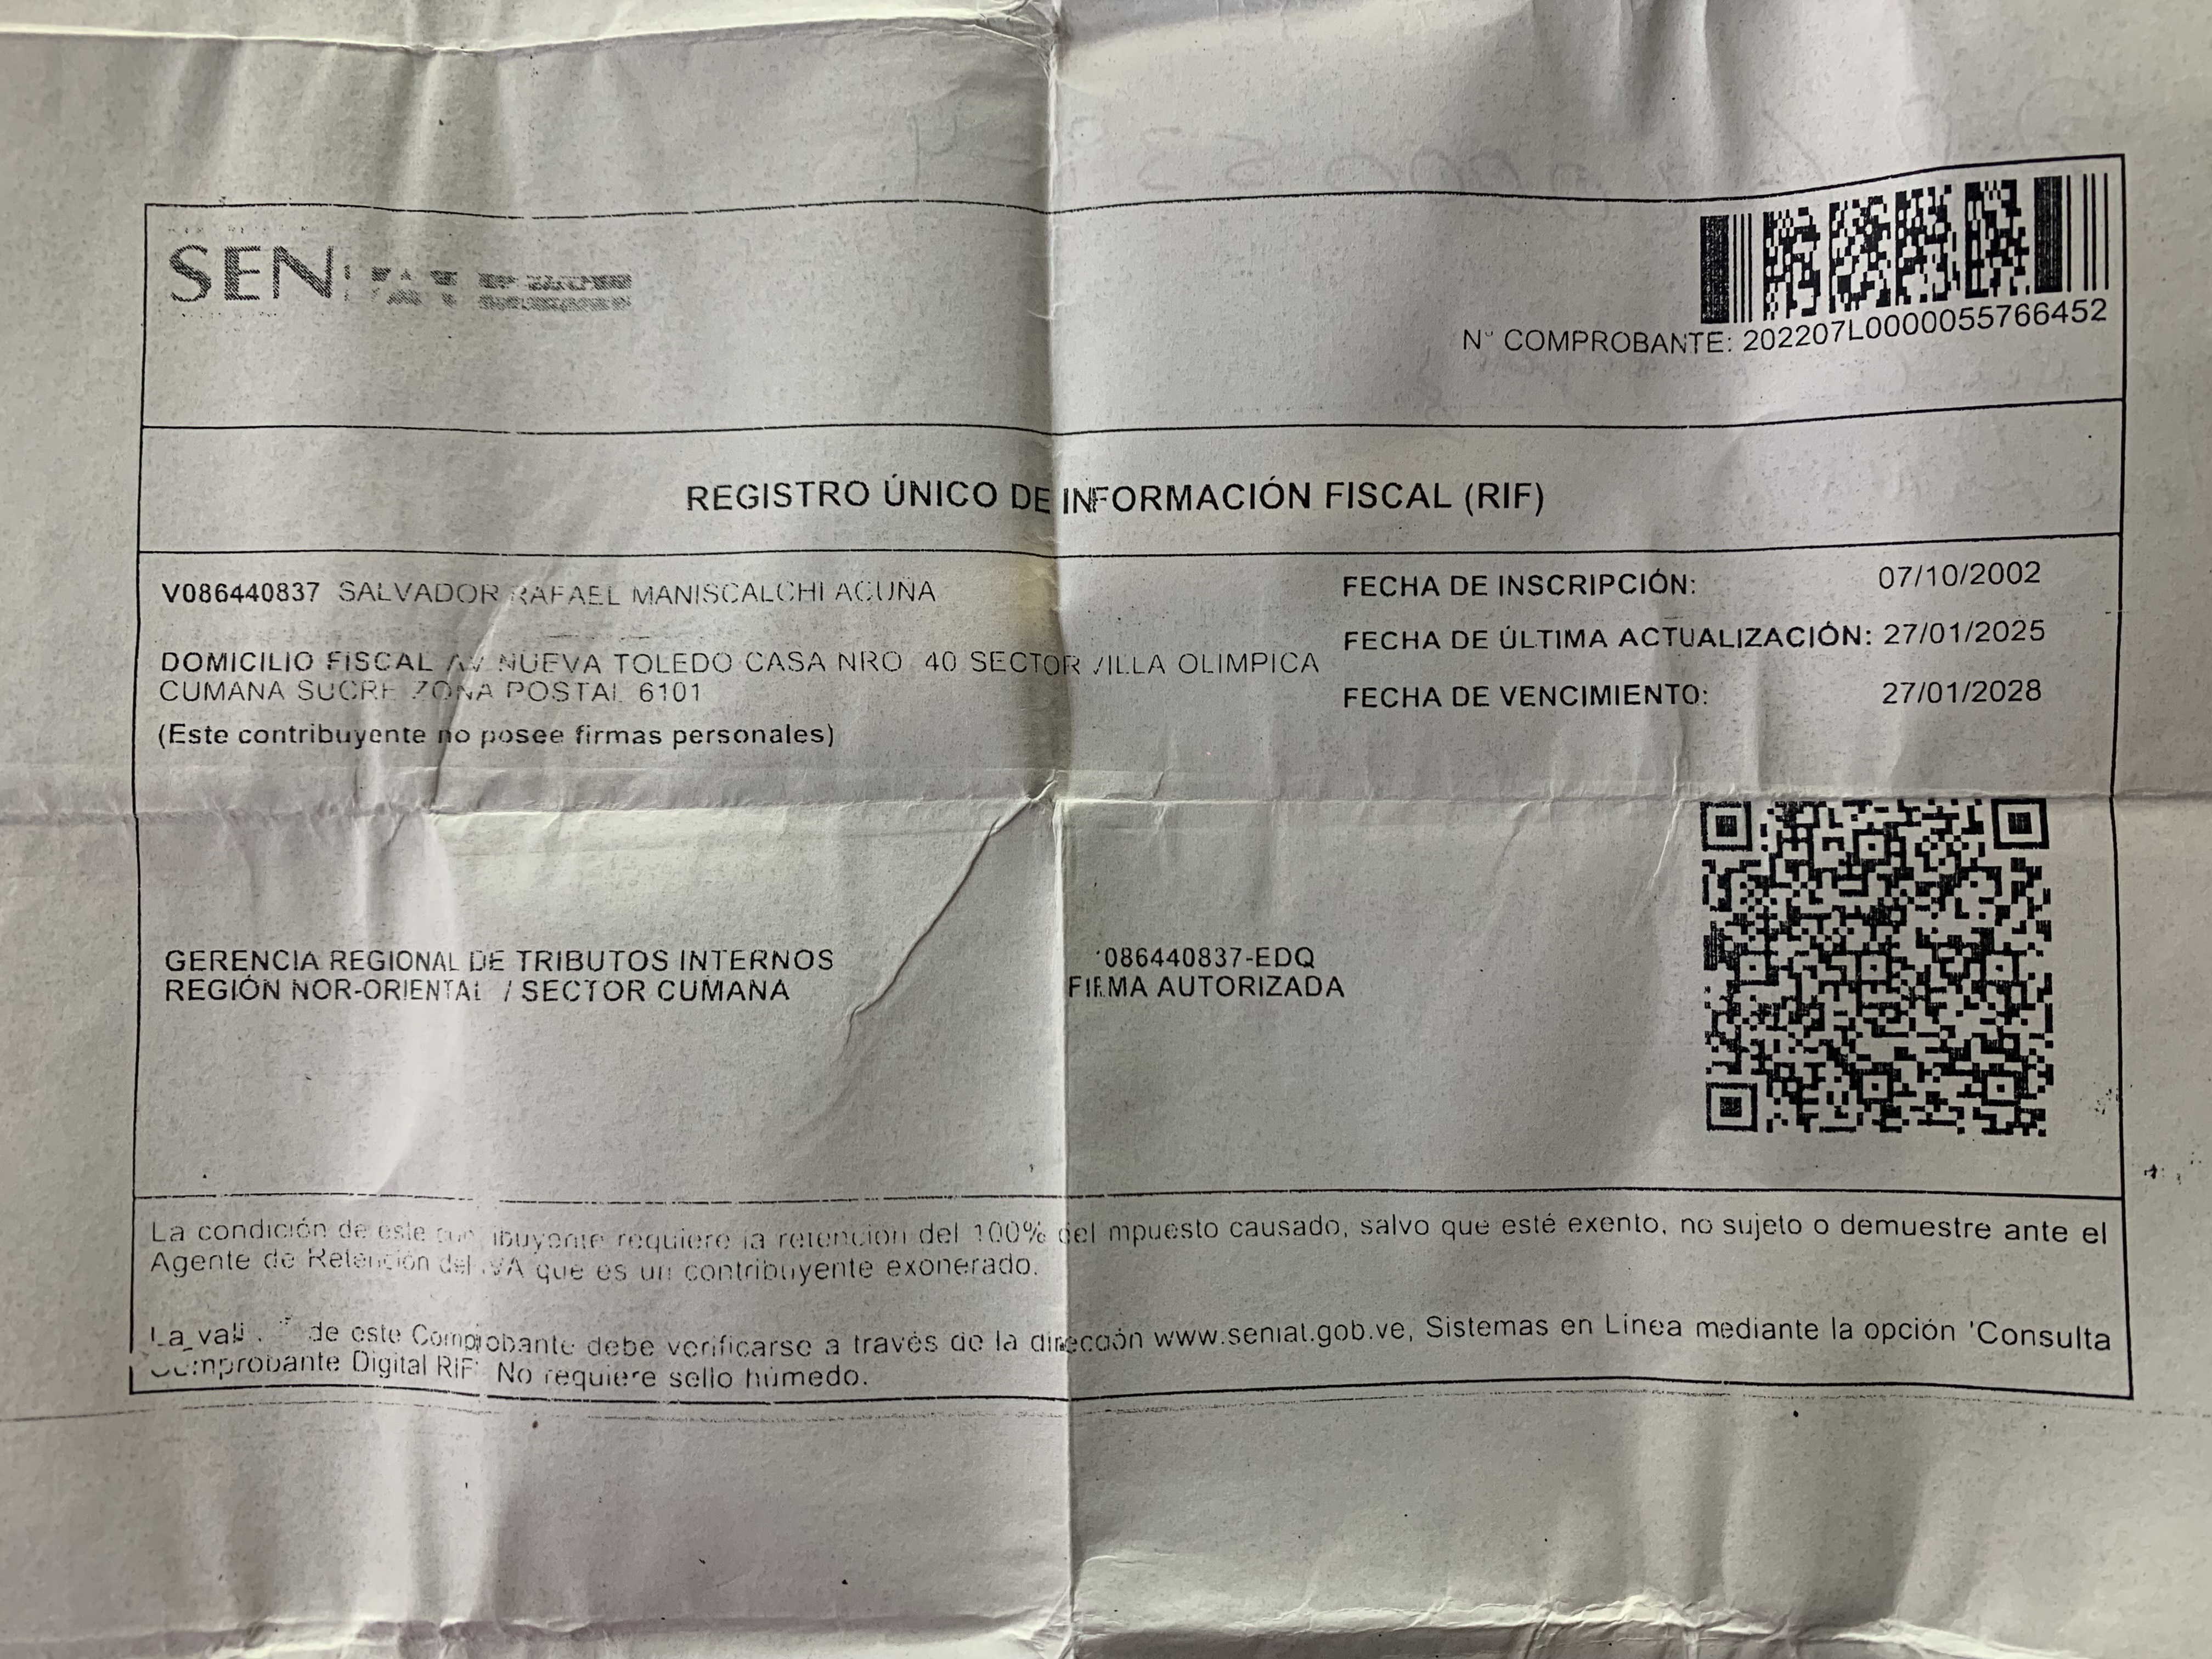 SENIAT
Nº COMPROBANTE: 202207L0000055766452
REGISTRO ÚNICO DE INFORMACIÓN FISCAL (RIF)
V086440837 SALVADOR RAFAEL MANISCALCHI ACUÑA
FECHA DE INSCRIPCIÓN: 07/10/2002
DOMICILIO FISCAL AV NUEVA TOLEDO CASA NRO 40 SECTOR VILLA OLIMPICA
FECHA DE ÚLTIMA ACTUALIZACIÓN: 27/01/2025
CUMANA SUCRE ZONA POSTAL 6101
FECHA DE VENCIMIENTO: 27/01/2028
(Este contribuyente no posee firmas personales)
GERENCIA REGIONAL DE TRIBUTOS INTERNOS
REGIÓN NOR-ORIENTAL / SECTOR CUMANA
086440837-EDQ
FIRMA AUTORIZADA
La condición de este contribuyente requiere la retención del 100% del mpuesto causado, salvo que esté exento, no sujeto o demuestre ante el
Agente de Retención del IVA que es un contribuyente exonerado.
La de este Comprobante debe verificarse a través de la dirección www.seniat.gob.ve, Sistemas en Línea mediante la opción 'Consulta
Comprobante Digital RIF' No requiere sello húmedo.